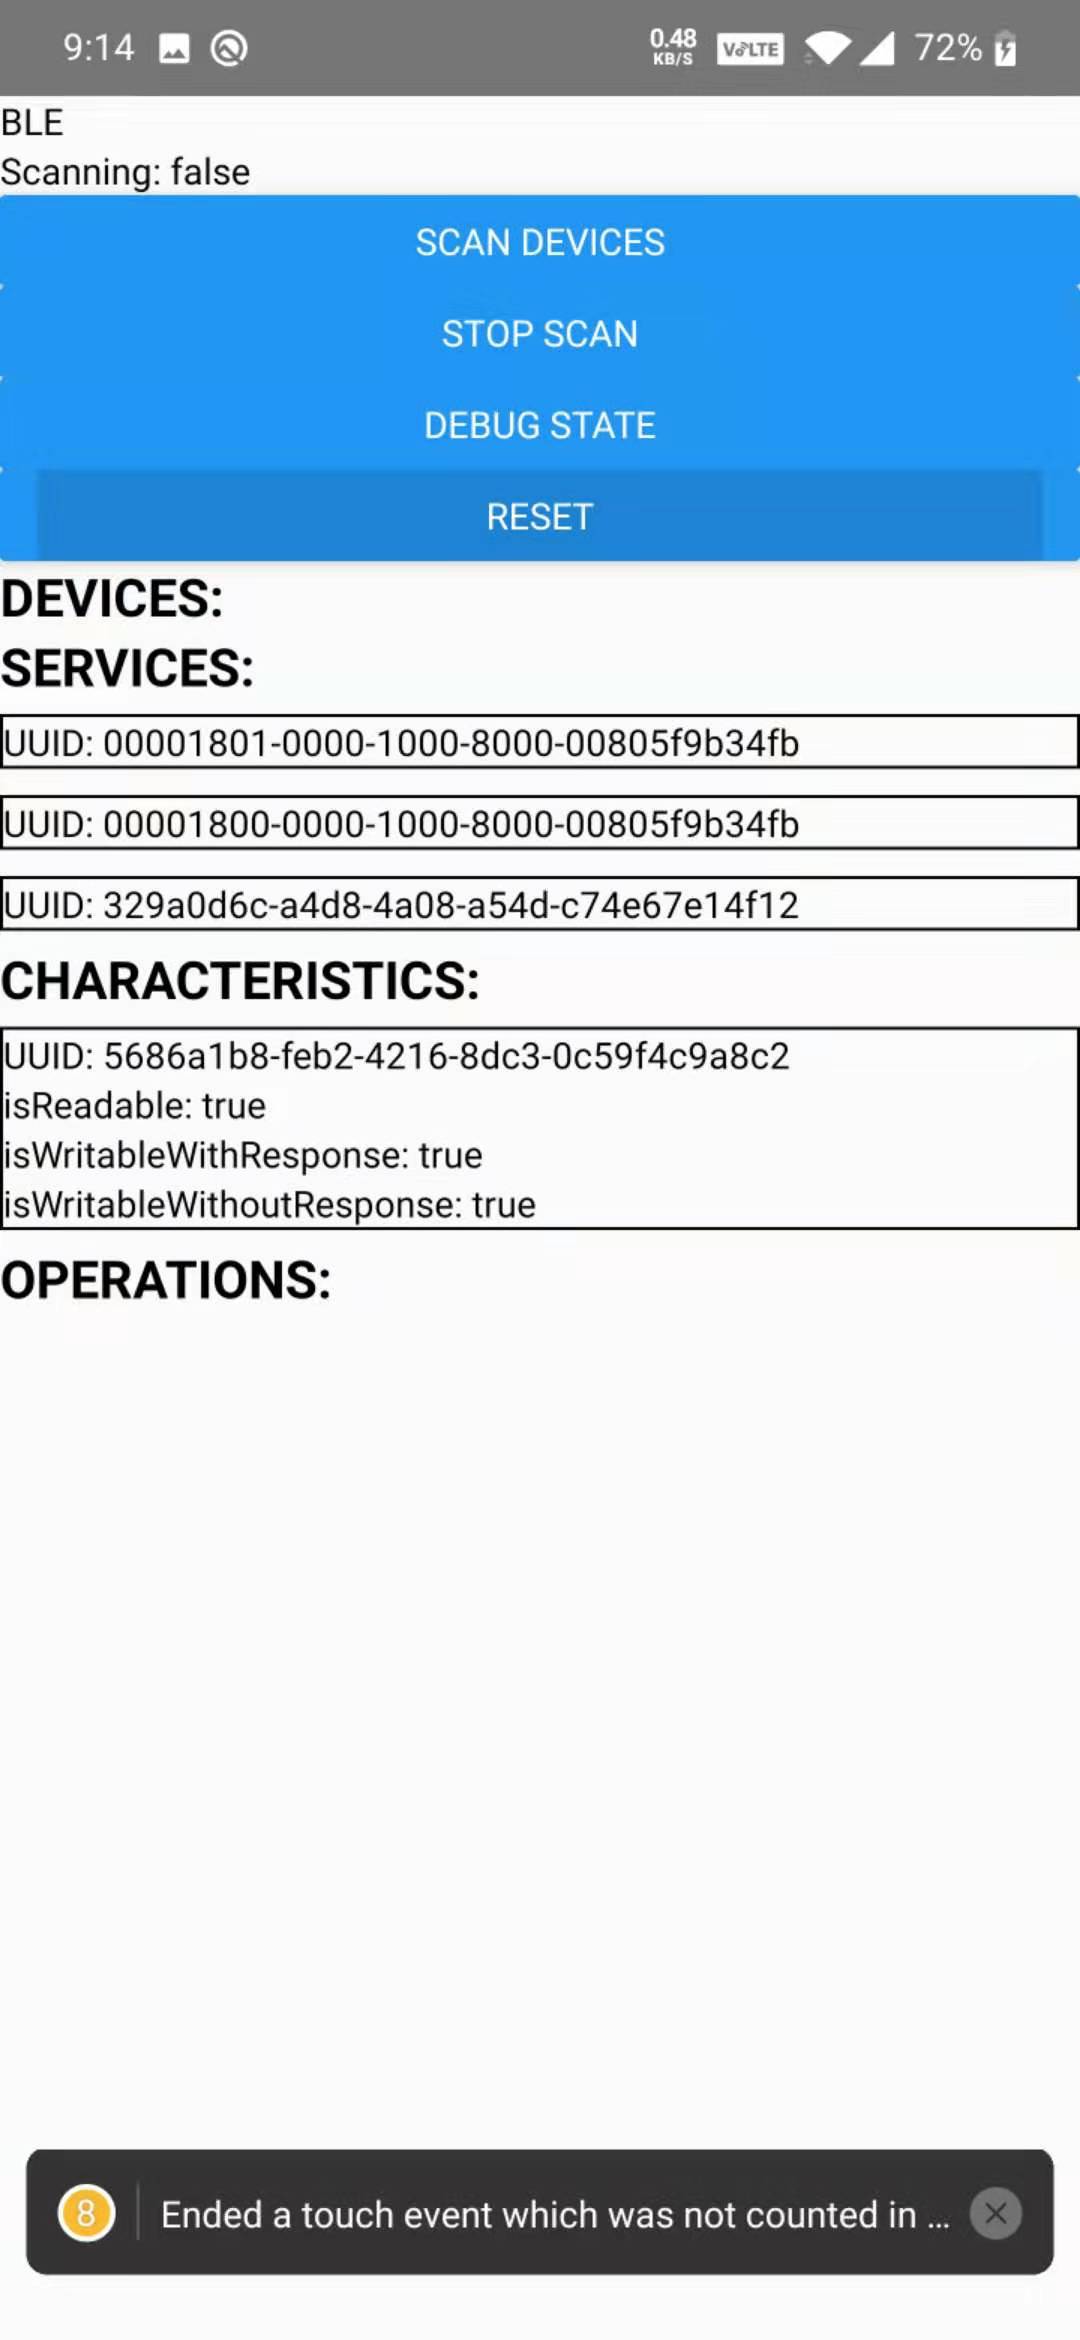 9:14 0.48 KB/S VoLTE 72%
BLE
Scanning: false
SCAN DEVICES
STOP SCAN
DEBUG STATE
RESET
DEVICES:
SERVICES:
UUID: 00001801-0000-1000-8000-00805f9b34fb
UUID: 00001800-0000-1000-8000-00805f9b34fb
UUID: 329a0d6c-a4d8-4a08-a54d-c74e67e14f12
CHARACTERISTICS:
UUID: 5686a1b8-feb2-4216-8dc3-0c59f4c9a8c2
isReadable: true
isWritableWithResponse: true
isWritableWithoutResponse: true
OPERATIONS:
8 Ended a touch event which was not counted in ...